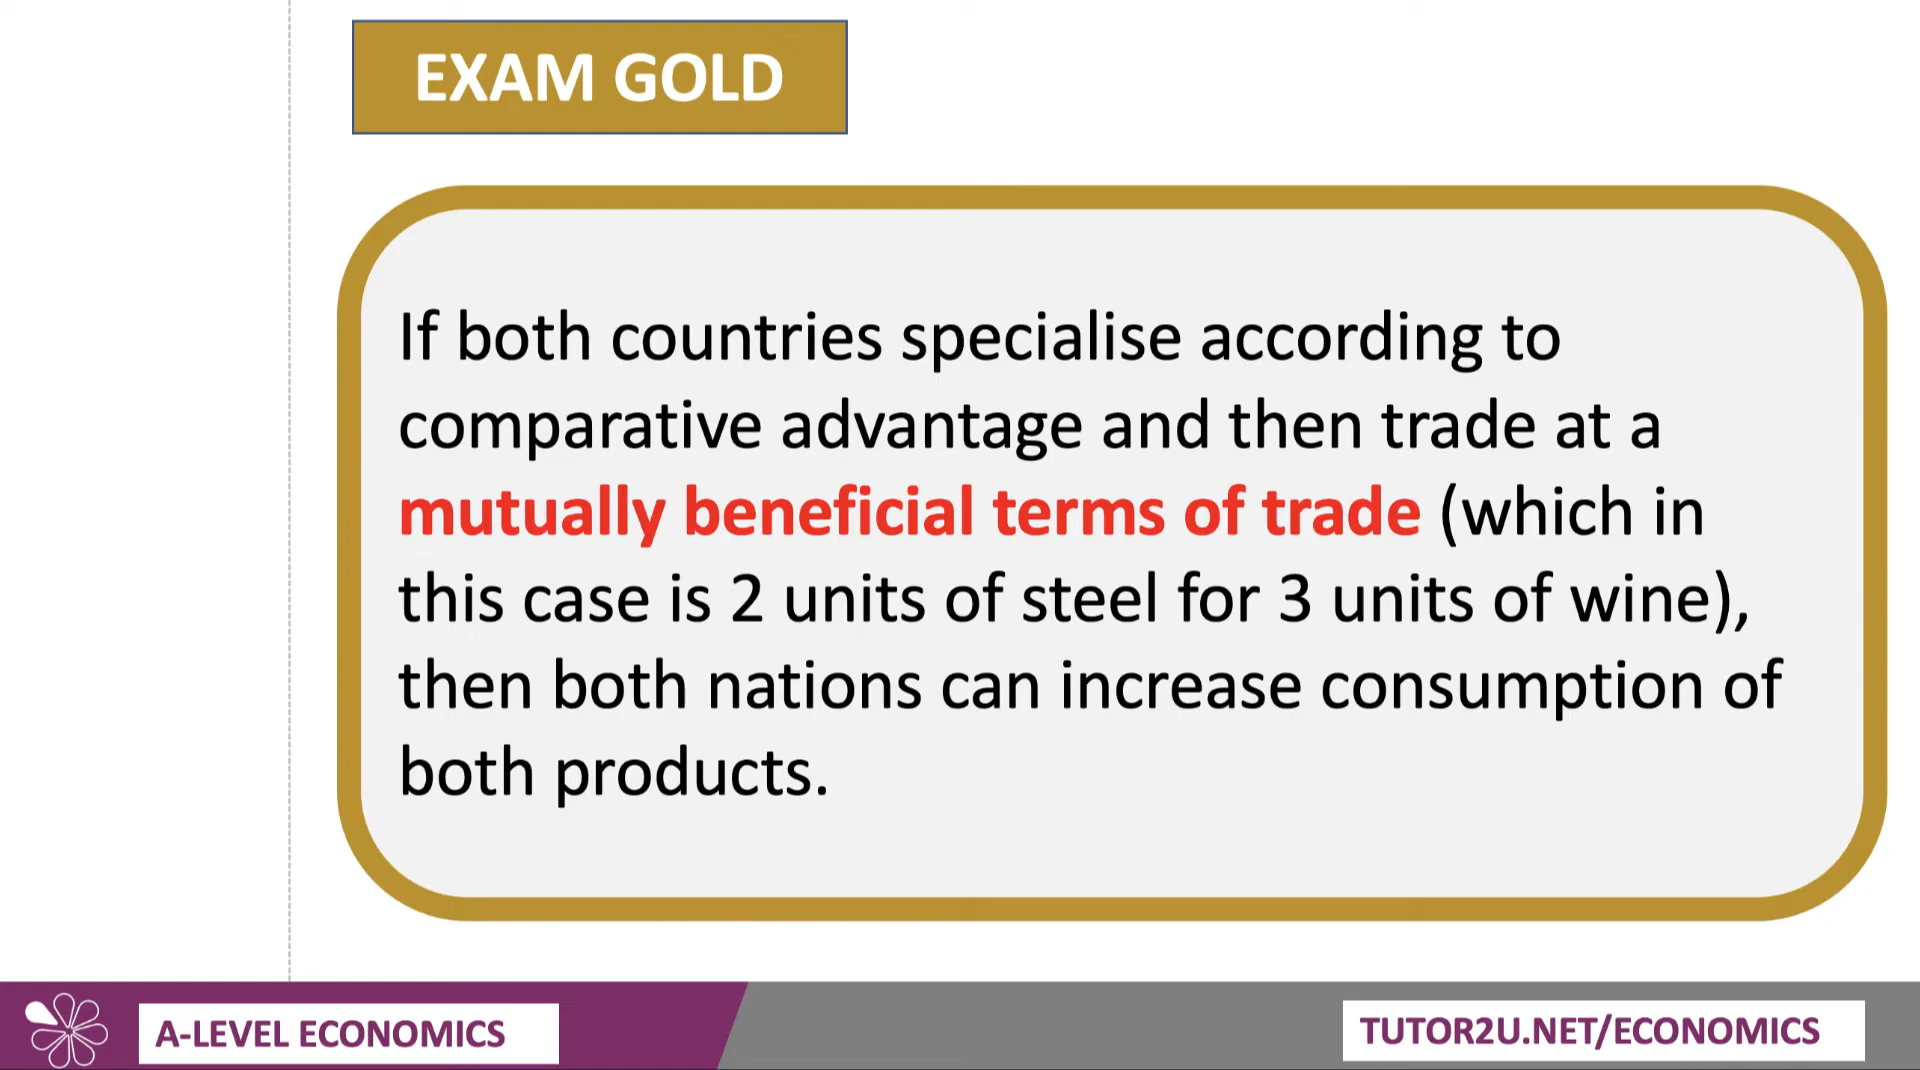 EXAM GOLD
If both countries specialise according to
comparative advantage and then trade at a
mutually beneficial terms of trade (which in
this case is 2 units of steel for 3 units of wine),
then both nations can increase consumption of
both products.
A-LEVEL ECONOMICS
TUTOR2U.NET/ECONOMICS